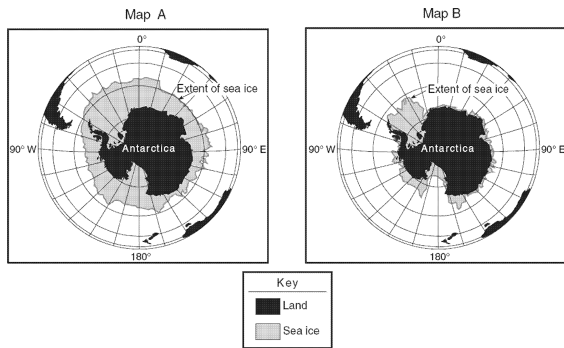 Map A
0°
Extent of sea ice
90° W
Antarctica
90° E
180°
Map B
0°
Extent of sea ice
90° W
Antarctica
90° E
180°
Key
Land
Sea ice